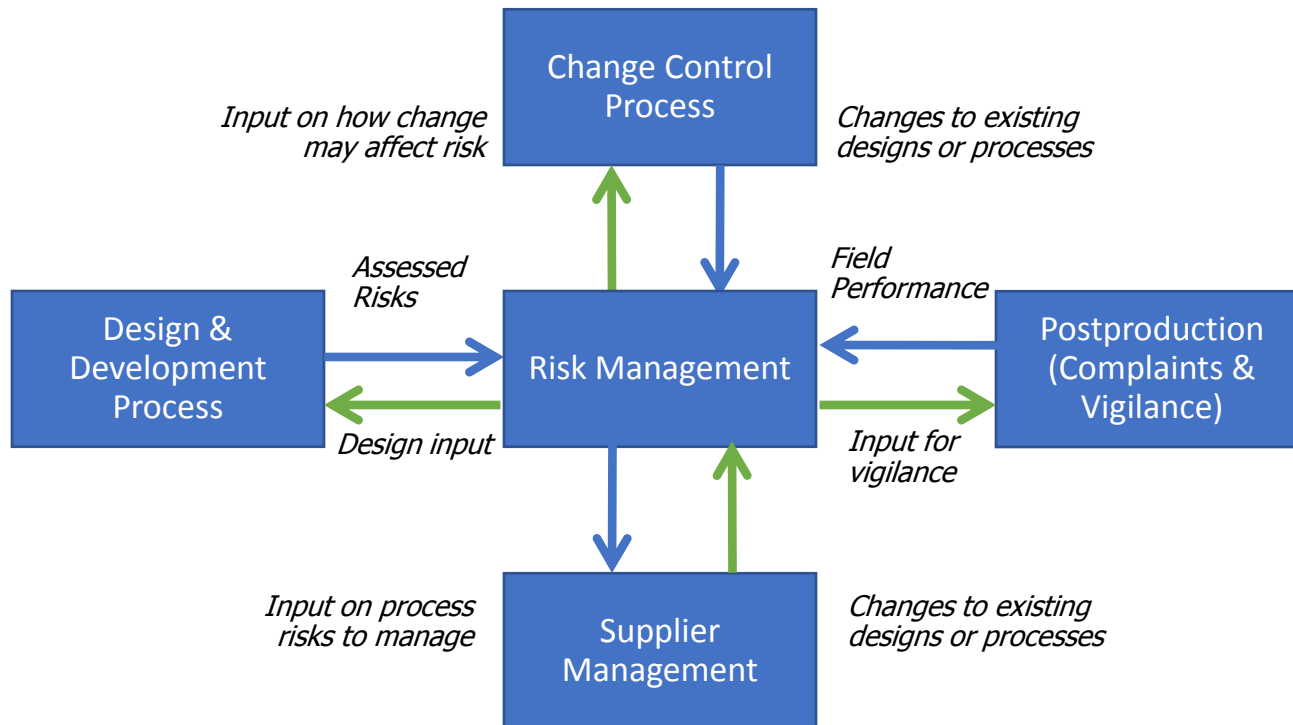 Change Control
Process
Input on how change
may affect risk
Changes to existing
designs or processes
Assessed
Risks
Field
Performance
Design &
Development
Process
Risk Management
Postproduction
(Complaints &
Vigilance)
Design input
Input for
vigilance
Input on process
risks to manage
Supplier
Management
Changes to existing
designs or processes